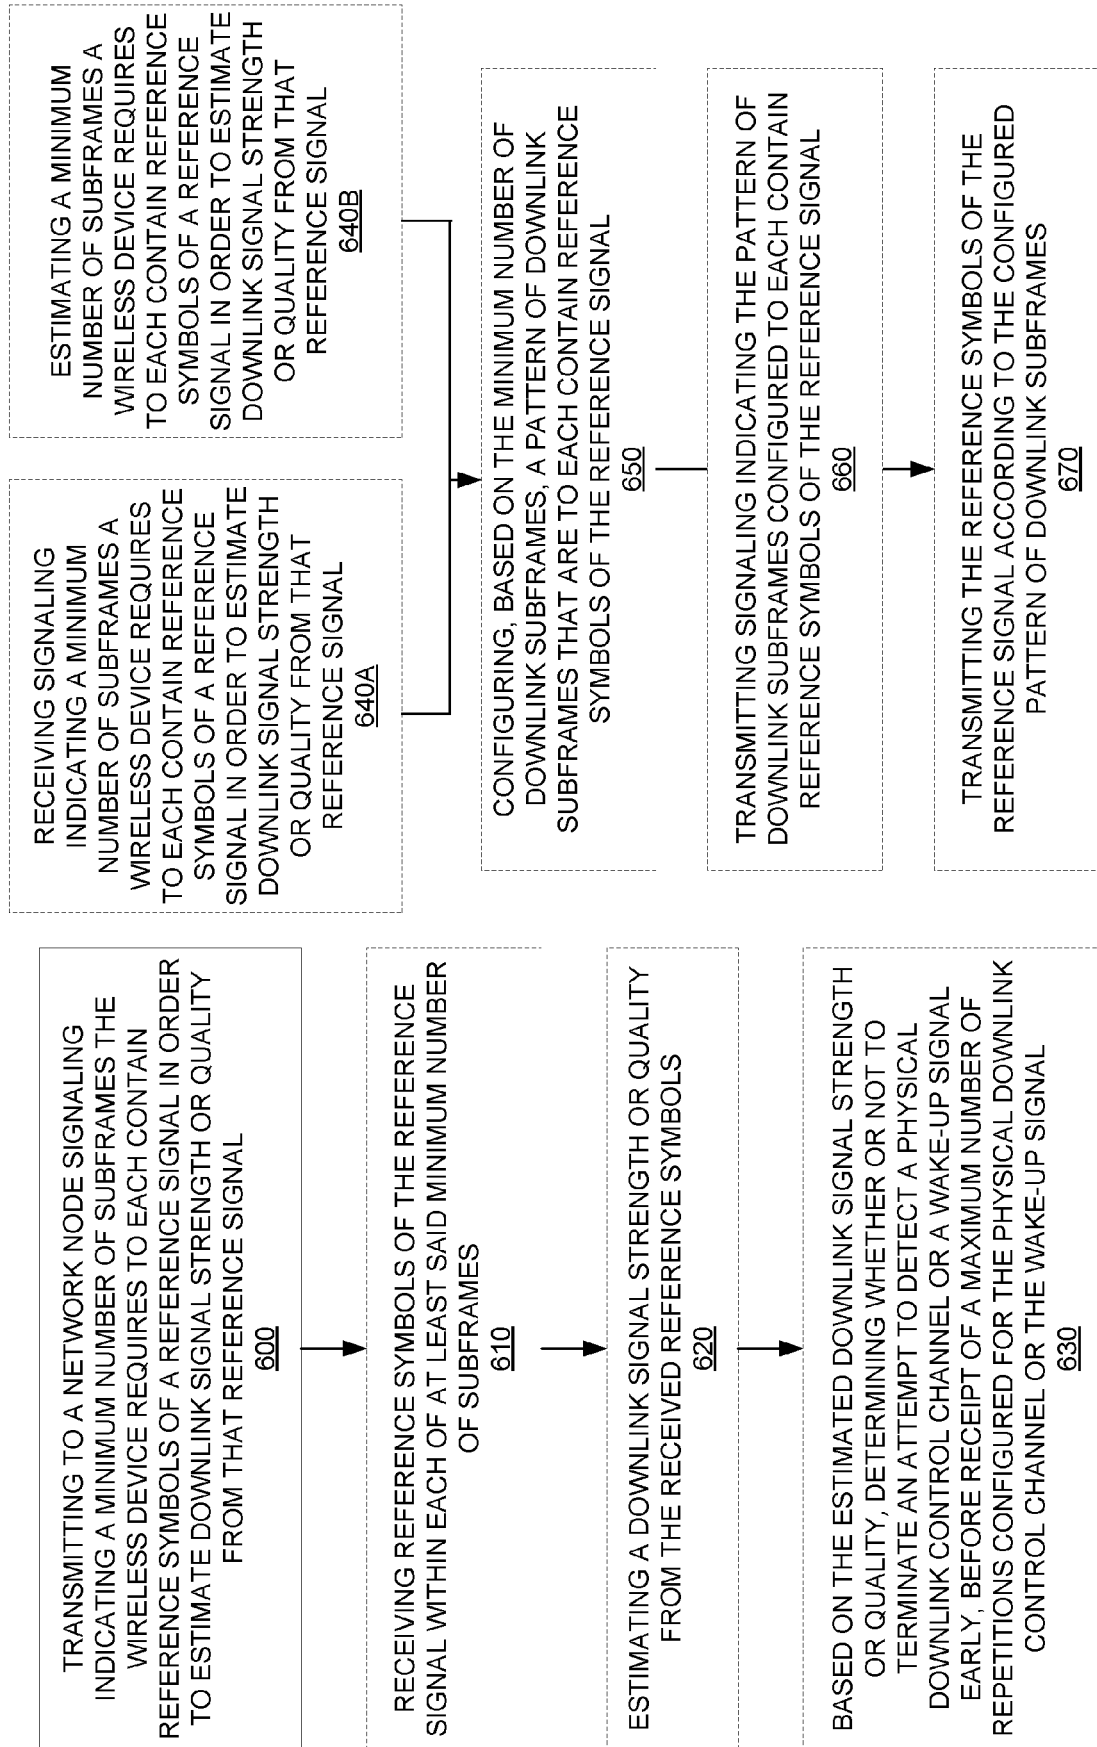 TRANSMITTING TO A NETWORK NODE SIGNALING
INDICATING A MINIMUM NUMBER OF SUBFRAMES THE
WIRELESS DEVICE REQUIRES TO EACH CONTAIN
REFERENCE SYMBOLS OF A REFERENCE SIGNAL IN ORDER
TO ESTIMATE DOWNLINK SIGNAL STRENGTH OR QUALITY
FROM THAT REFERENCE SIGNAL
600
RECEIVING REFERENCE SYMBOLS OF THE REFERENCE
SIGNAL WITHIN EACH OF AT LEAST SAID MINIMUM NUMBER
OF SUBFRAMES
610
ESTIMATING A DOWNLINK SIGNAL STRENGTH OR QUALITY
FROM THE RECEIVED REFERENCE SYMBOLS
620
BASED ON THE ESTIMATED DOWNLINK SIGNAL STRENGTH
OR QUALITY, DETERMINING WHETHER OR NOT TO
TERMINATE AN ATTEMPT TO DETECT A PHYSICAL
DOWNLINK CONTROL CHANNEL OR A WAKE-UP SIGNAL
EARLY, BEFORE RECEIPT OF A MAXIMUM NUMBER OF
REPETITIONS CONFIGURED FOR THE PHYSICAL DOWNLINK
CONTROL CHANNEL OR THE WAKE-UP SIGNAL
630
RECEIVING SIGNALING
INDICATING A MINIMUM
NUMBER OF SUBFRAMES A
WIRELESS DEVICE REQUIRES
TO EACH CONTAIN REFERENCE
SYMBOLS OF A REFERENCE
SIGNAL IN ORDER TO ESTIMATE
DOWNLINK SIGNAL STRENGTH
OR QUALITY FROM THAT
REFERENCE SIGNAL
640A
ESTIMATING A MINIMUM
NUMBER OF SUBFRAMES A
WIRELESS DEVICE REQUIRES
TO EACH CONTAIN REFERENCE
SYMBOLS OF A REFERENCE
SIGNAL IN ORDER TO ESTIMATE
DOWNLINK SIGNAL STRENGTH
OR QUALITY FROM THAT
REFERENCE SIGNAL
640B
CONFIGURING, BASED ON THE MINIMUM NUMBER OF
DOWNLINK SUBFRAMES, A PATTERN OF DOWNLINK
SUBFRAMES THAT ARE TO EACH CONTAIN REFERENCE
SYMBOLS OF THE REFERENCE SIGNAL
650
TRANSMITTING SIGNALING INDICATING THE PATTERN OF
DOWNLINK SUBFRAMES CONFIGURED TO EACH CONTAIN
REFERENCE SYMBOLS OF THE REFERENCE SIGNAL
660
TRANSMITTING THE REFERENCE SYMBOLS OF THE
REFERENCE SIGNAL ACCORDING TO THE CONFIGURED
PATTERN OF DOWNLINK SUBFRAMES
670